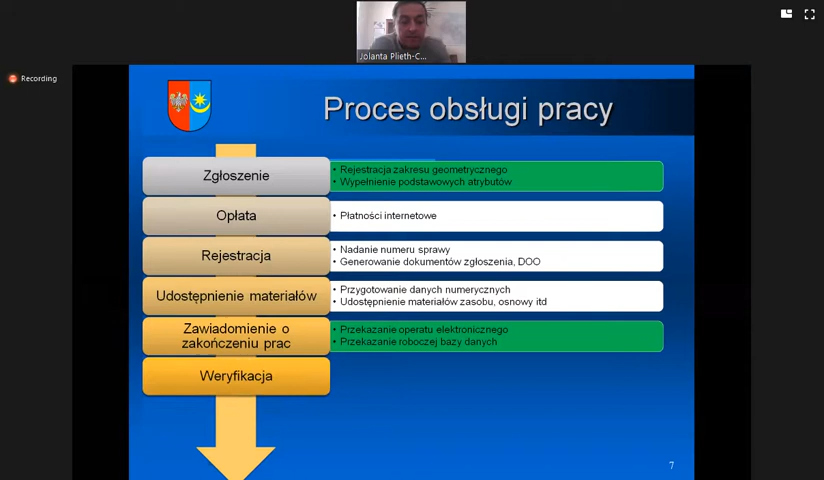 Jolanta Plieth-C...
Recording
Proces obsługi pracy
Zgłoszenie
• Rejestracja zakresu geometrycznego
• Wypełnienie podstawowych atrybutów
Opłata
• Płatności internetowe
Rejestracja
• Nadanie numeru sprawy
• Generowanie dokumentów zgłoszenia, DOO
Udostępnienie materiałów
• Przygotowanie danych numerycznych
• Udostępnienie materiałów zasobu, osnowy itd
Zawiadomienie o
zakończeniu prac
• Przekazanie operatu elektronicznego
• Przekazanie roboczej bazy danych
Weryfikacja
7